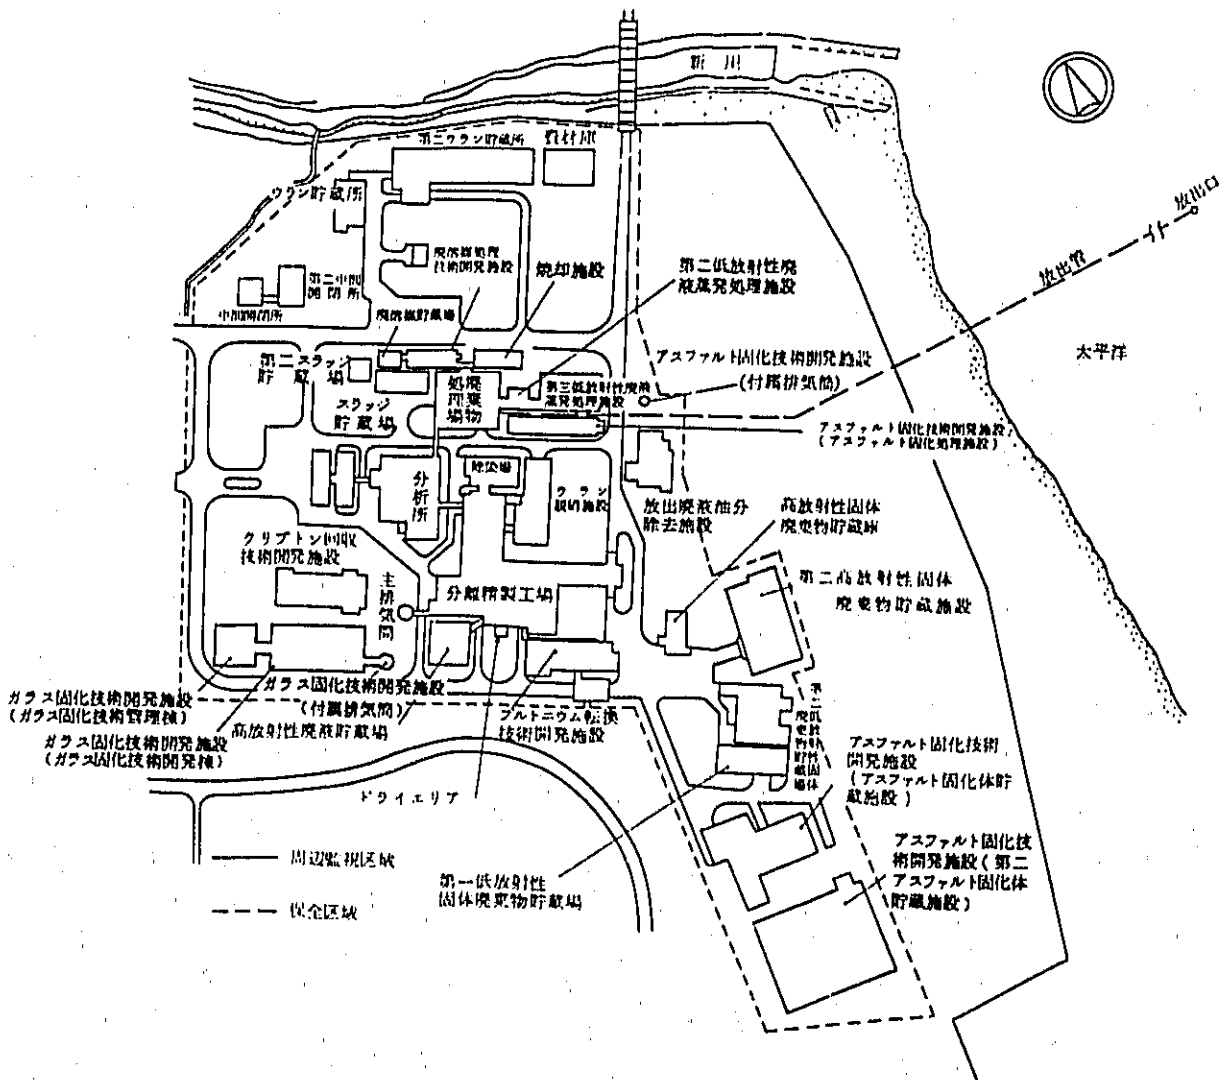 新川
第二ウラン貯蔵所
資材庫
ウラン貯蔵所
廃溶媒処理
技術開発施設
焼却施設
第二低放射性廃
液蒸発処理施設
放出口
放出管
太平洋
第二中間
開閉所
中間開閉所
廃溶媒貯蔵場
第二スラッジ
貯蔵場
スラッジ
貯蔵場
廃棄物
処理場
第三低放射性廃液
蒸発処理施設
アスファルト固化技術開発施設
(付属排気筒)
アスファルト固化技術開発施設
(アスファルト固化処理施設)
分析所
除染場
ウラン
脱硝施設
放出廃液油分
除去施設
高放射性固体
廃棄物貯蔵庫
クリプトン回収
技術開発施設
主排気筒
分離精製工場
第二高放射性固体
廃棄物貯蔵施設
ガラス固化技術開発施設
(ガラス固化技術管理棟)
ガラス固化技術開発施設
(付属排気筒)
高放射性廃液貯蔵場
ガラス固化技術開発施設
(ガラス固化技術開発棟)
プルトニウム転換
技術開発施設
第二低放射性固体
廃棄物貯蔵場
アスファルト固化技術
開発施設
(アスファルト固化体貯
蔵施設)
ドライエリア
アスファルト固化技
術開発施設(第二
アスファルト固化体
貯蔵施設)
第一低放射性
固体廃棄物貯蔵場
周辺監視区域
保全区域